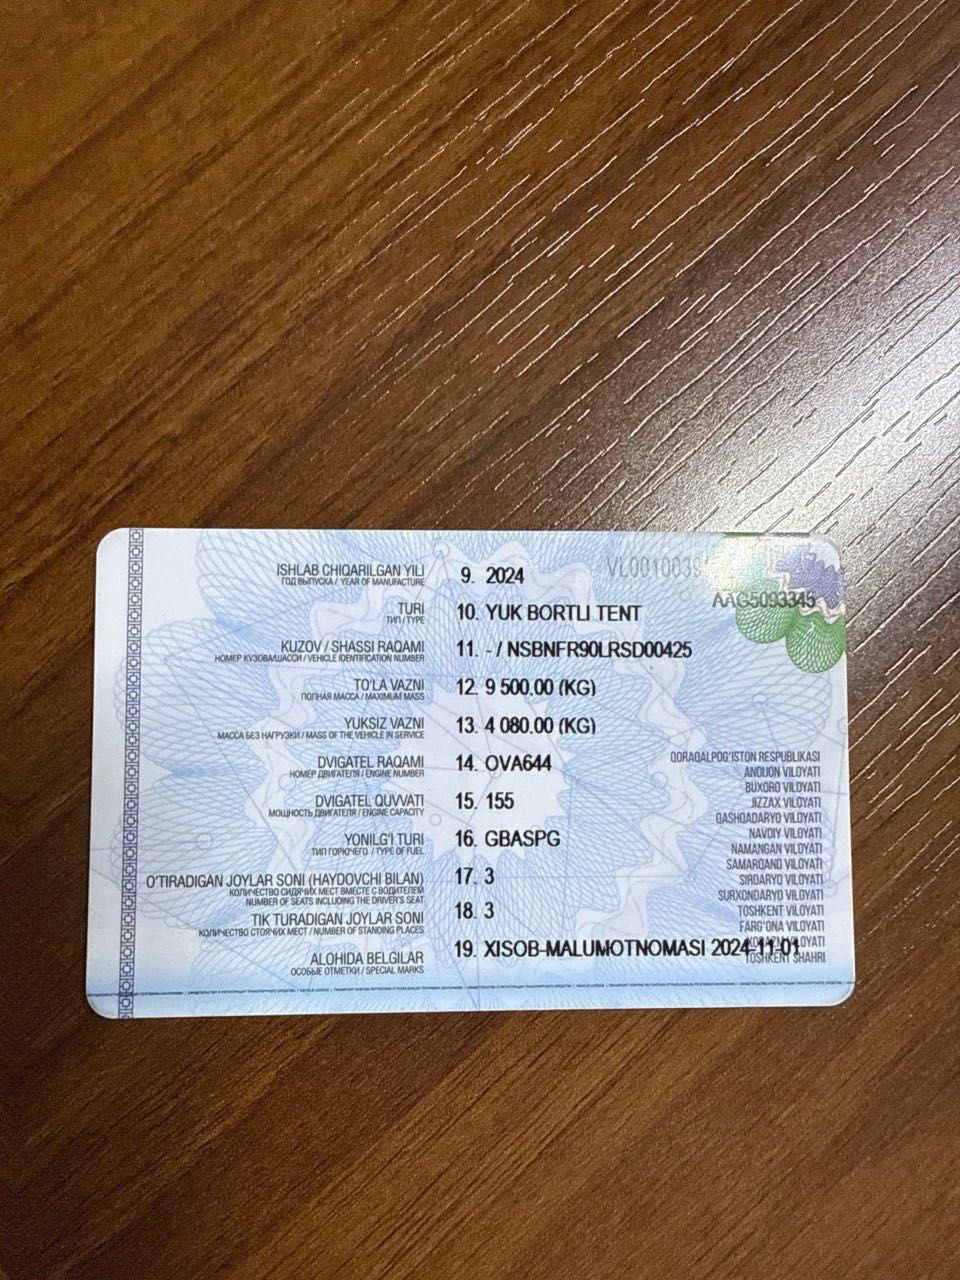 ISHLAB CHIQARILGAN YILI 9. 2024
ГОД ВЫПУСКА / YEAR OF MANUFACTURE
AAG5093345
TURI 10. YUK BORTLI TENT
ТИП / TYPE
KUZOV / SHASSI RAQAMI 11. - / NSBNFR90LRSD00425
НОМЕР КУЗОВА/ШАССИ / VEHICLE IDENTIFICATION NUMBER
TO'LA VAZNI 12. 9 500.00 (KG)
ПОЛНАЯ МАССА / MAXIMUM MASS
YUKSIZ VAZNI 13. 4 080.00 (KG)
МАССА БЕЗ НАГРУЗКИ / MASS OF THE VEHICLE IN SERVICE
DVIGATEL RAQAMI 14. OVA644
НОМЕР ДВИГАТЕЛЯ / ENGINE NUMBER
DVIGATEL QUVVATI 15. 155
МОЩНОСТЬ ДВИГАТЕЛЯ / ENGINE CAPACITY
YONILG'I TURI 16. GBASPG
ТИП ГОРЮЧЕГО / TYPE OF FUEL
O'TIRADIGAN JOYLAR SONI (HAYDOVCHI BILAN) 17. 3
КОЛИЧЕСТВО СИДЯЧИХ МЕСТ ВМЕСТЕ С ВОДИТЕЛЕМ
NUMBER OF SEATS INCLUDING THE DRIVER'S SEAT
TIK TURADIGAN JOYLAR SONI 18. 3
КОЛИЧЕСТВО СТОЯЧИХ МЕСТ / NUMBER OF STANDING PLACES
ALOHIDA BELGILAR 19. XISOB-MALUMOTNOMASI 2024-11-01
ОСОБЫЕ ОТМЕТКИ / SPECIAL MARKS
QORAQALPOG'ISTON RESPUBLIKASI
ANDIJON VILOYATI
BUXORO VILOYATI
JIZZAX VILOYATI
QASHQADARYO VILOYATI
NAVOIY VILOYATI
NAMANGAN VILOYATI
SAMARQAND VILOYATI
SIRDARYO VILOYATI
SURXONDARYO VILOYATI
TOSHKENT VILOYATI
FARG'ONA VILOYATI
XORAZM VILOYATI
TOSHKENT SHAHRI